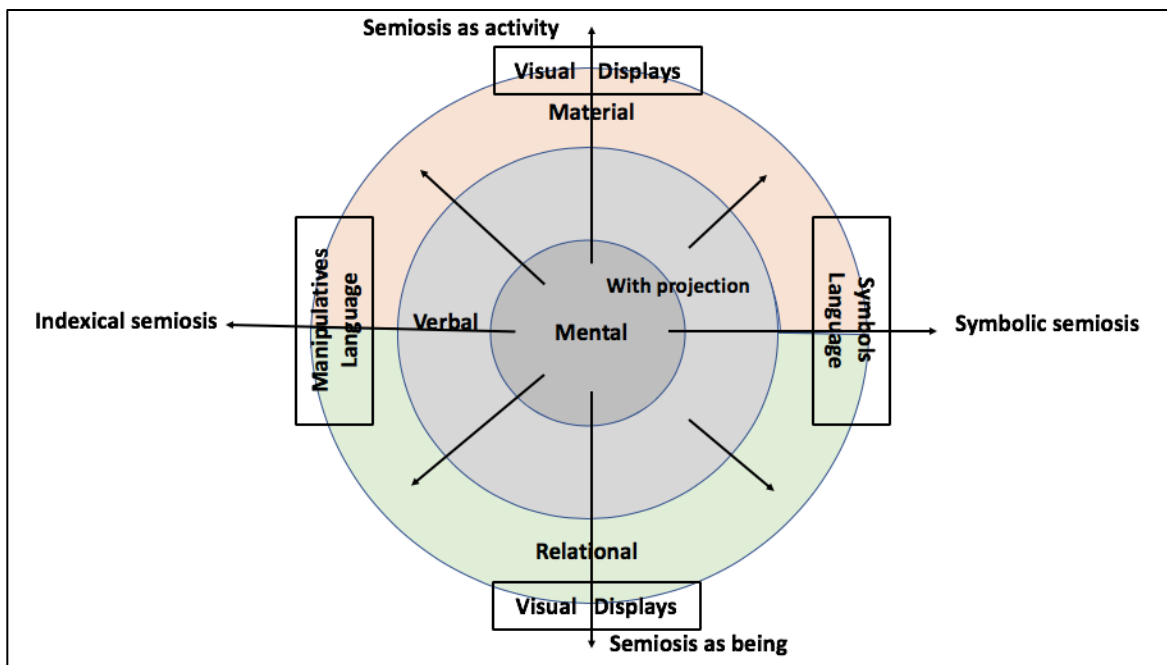 Semiosis as activity
Visual Displays
Material
Manipulatives
Language
Symbols
Language
With projection
Indexical semiosis
Verbal
Mental
Symbolic semiosis
Relational
Visual Displays
Semiosis as being